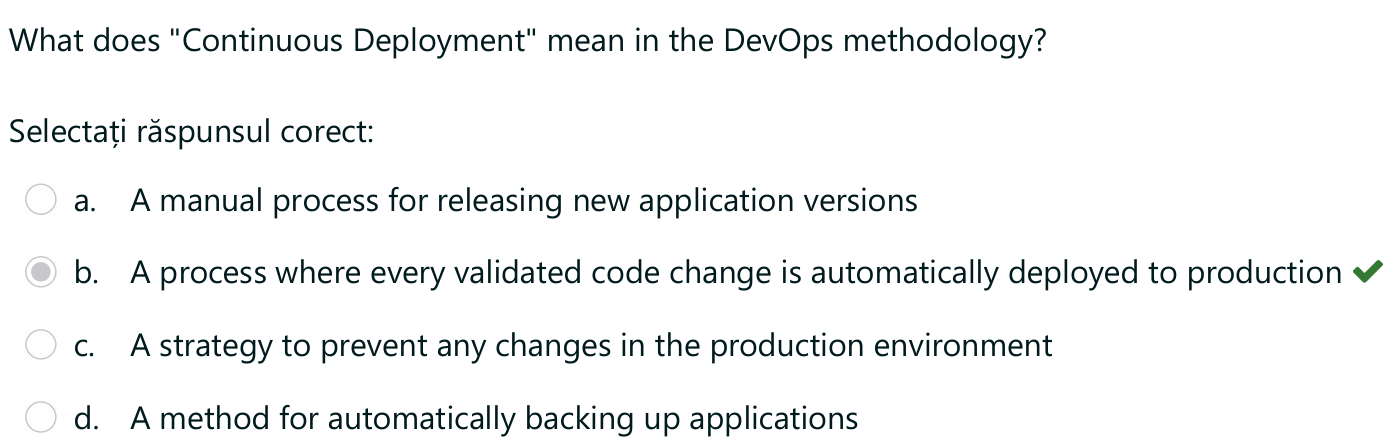 What does "Continuous Deployment" mean in the DevOps methodology?
Selectați răspunsul corect:
a. A manual process for releasing new application versions
b. A process where every validated code change is automatically deployed to production
c. A strategy to prevent any changes in the production environment
d. A method for automatically backing up applications